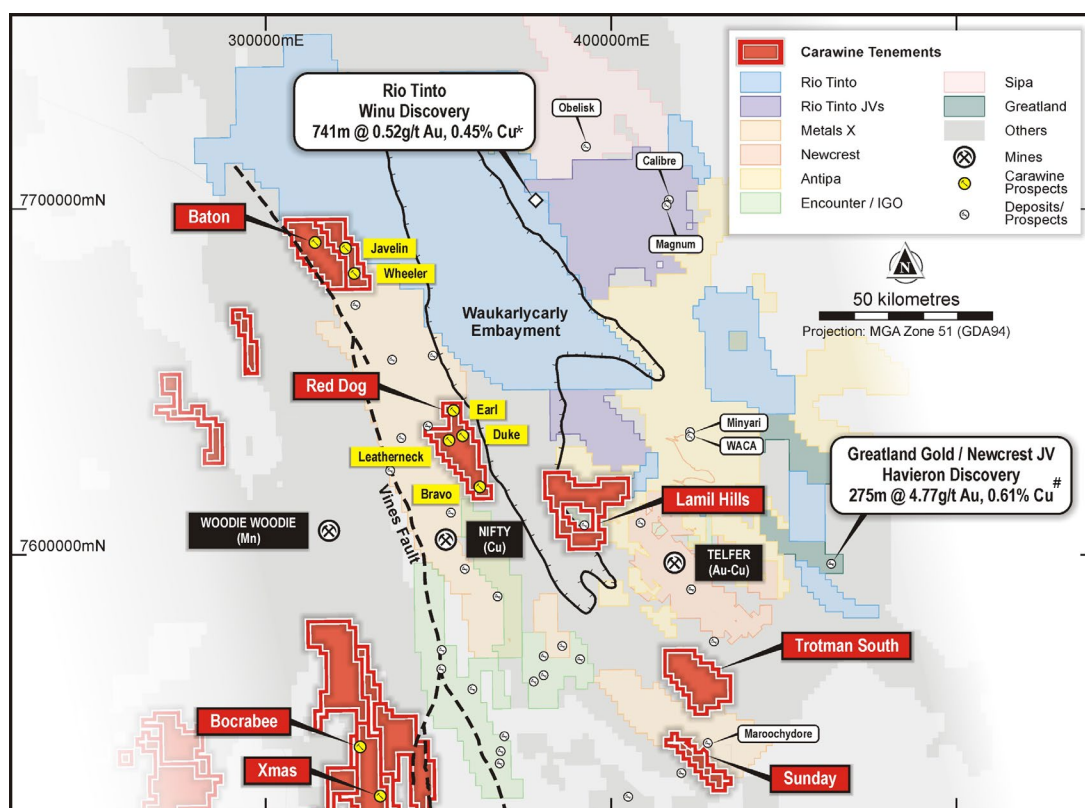 300000mE
400000mE
7700000mN
7600000mN
Rio Tinto
Winu Discovery
741m @ 0.52g/t Au, 0.45% Cu*
Carawine Tenements
Rio Tinto
Rio Tinto JVs
Metals X
Newcrest
Antipa
Encounter / IGO
Sipa
Greatland
Others
Mines
Carawine
Prospects
Deposits/
Prospects
N
50 kilometres
Projection: MGA Zone 51 (GDA94)
Obelisk
Calibre
Magnum
Baton
Javelin
Wheeler
Waukarlycarly
Embayment
Red Dog
Earl
Duke
Leatherneck
Bravo
Minyari
WACA
Greatland Gold / Newcrest JV
Havieron Discovery
275m @ 4.77g/t Au, 0.61% Cu#
Lamil Hills
WOODIE WOODIE
(Mn)
Vines Fault
NIFTY
(Cu)
TELFER
(Au-Cu)
Trotman South
Bocrabee
Maroochydore
Xmas
Sunday